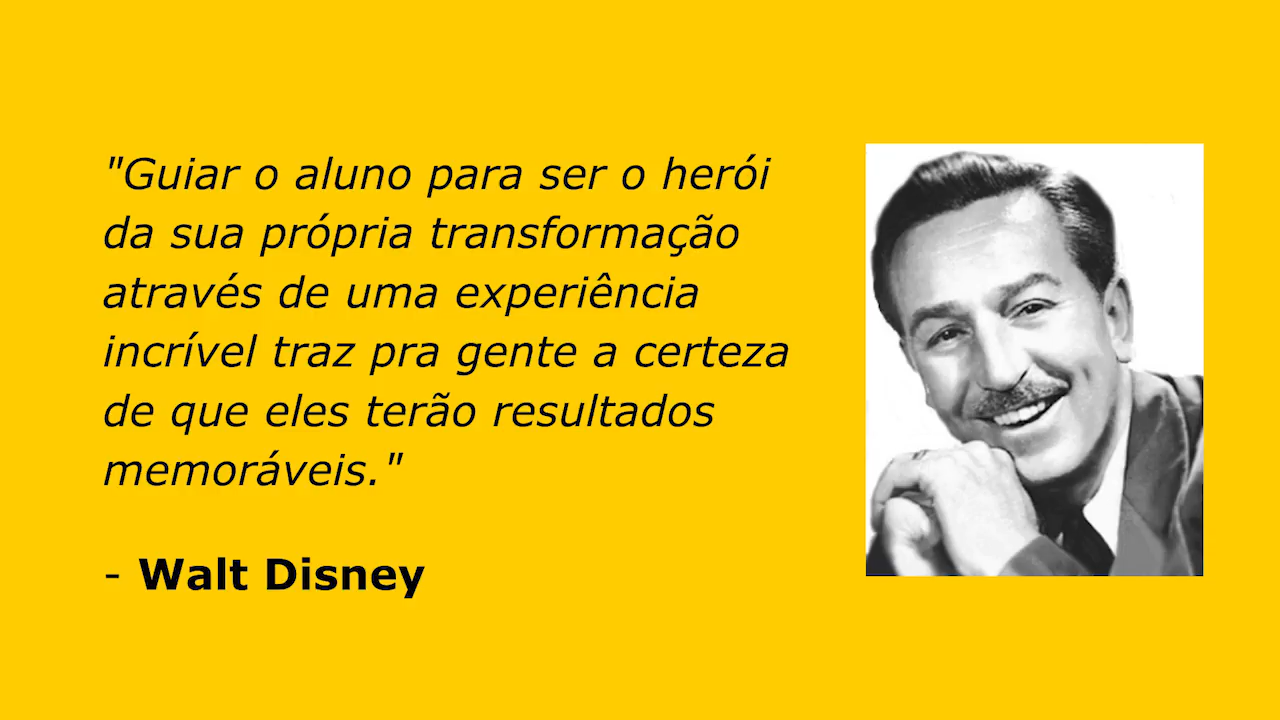 "Guiar o aluno para ser o herói
da sua própria transformação
através de uma experiência
incrível traz pra gente a certeza
de que eles terão resultados
memoráveis."
- Walt Disney